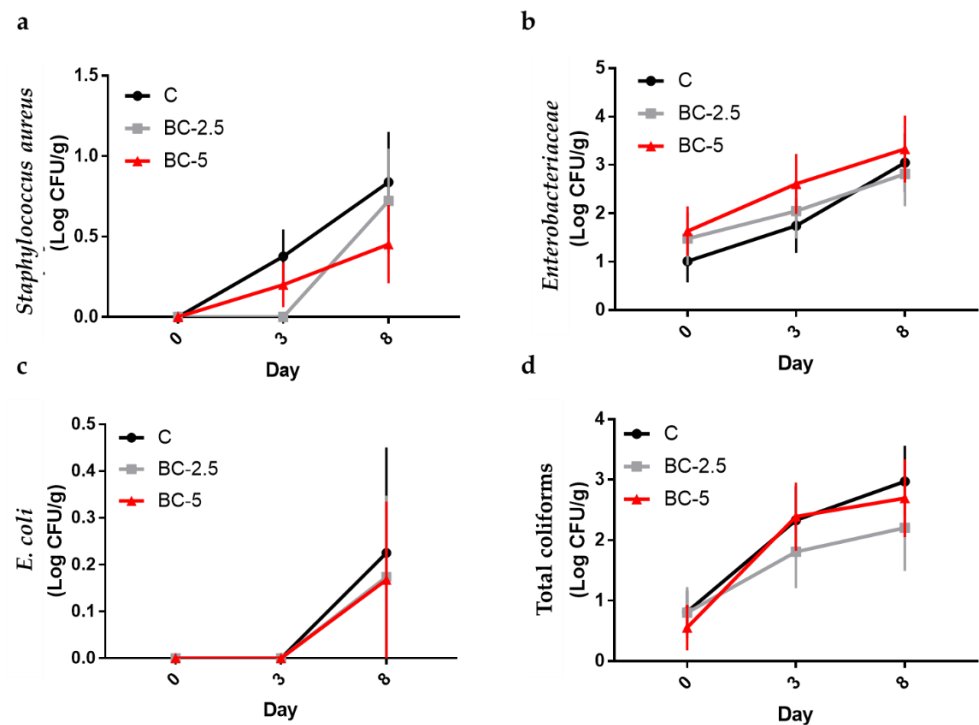 a
Staphylococcus aureus
(Log CFU/g)
1.5
1.0
0.5
0.0
C
BC-2.5
BC-5
0
3
8
Day
b
Enterobacteriaceae
(Log CFU/g)
5
4
3
2
1
0
C
BC-2.5
BC-5
0
3
8
Day
c
E. coli
(Log CFU/g)
0.5
0.4
0.3
0.2
0.1
0.0
C
BC-2.5
BC-5
0
3
8
Day
d
Total coliforms
(Log CFU/g)
4
3
2
1
0
C
BC-2.5
BC-5
0
3
8
Day